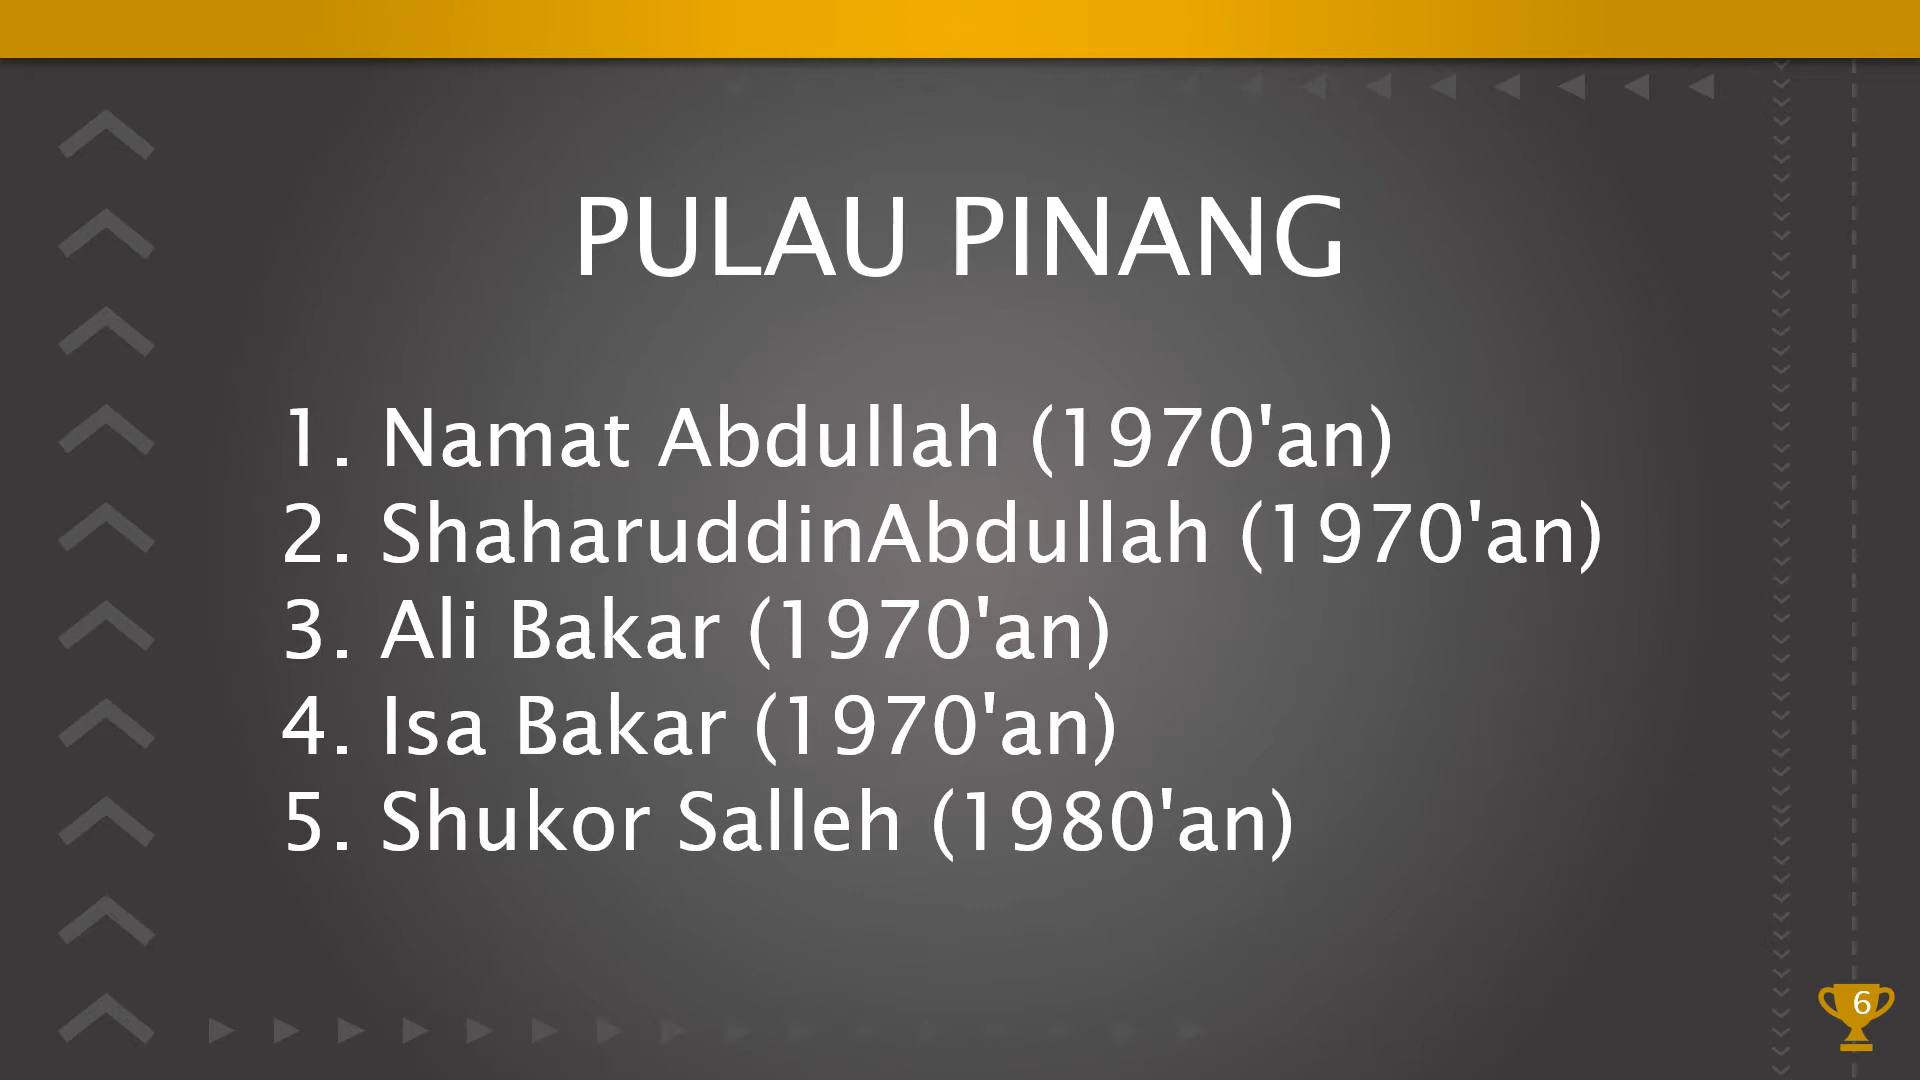 PULAU PINANG
1. Namat Abdullah (1970'an)
2. ShaharuddinAbdullah (1970'an)
3. Ali Bakar (1970'an)
4. Isa Bakar (1970'an)
5. Shukor Salleh (1980'an)
6